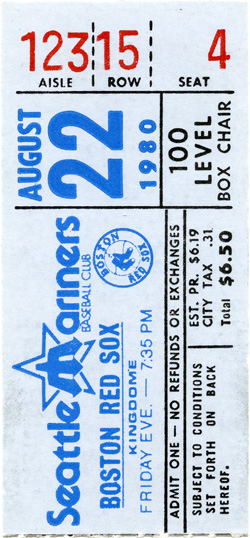 123 15 4
AISLE ROW SEAT
AUGUST
22
1980
100
LEVEL
BOX CHAIR
Seattle Mariners
BASEBALL CLUB
BOSTON RED SOX
BOSTON RED SOX
KINGDOME
FRIDAY EVE. — 7:35 PM
EST. PR. $6.19
CITY TAX .31
Total $6.50
ADMIT ONE — NO REFUNDS OR EXCHANGES
SUBJECT TO CONDITIONS
SET FORTH ON BACK
HEREOF.